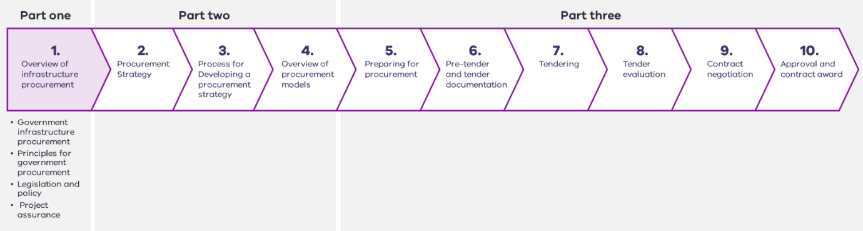 Part one
Part two
Part three
1.
Overview of
infrastructure
procurement
2.
Procurement
Strategy
3.
Process for
Developing a
procurement
strategy
4.
Overview of
procurement
models
5.
Preparing for
procurement
6.
Pre-tender
and tender
documentation
7.
Tendering
8.
Tender
evaluation
9.
Contract
negotiation
10.
Approval and
contract award
• Government
infrastructure
procurement
• Principles for
government
procurement
• Legislation and
policy
• Project
assurance